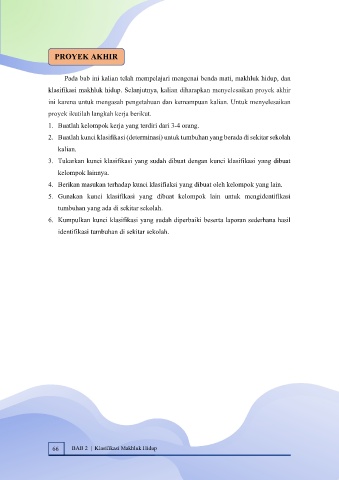 PROYEK AKHIR
Pada bab ini kalian telah mempelajari mengenai benda mati, makhluk hidup, dan
klasifikasi makhluk hidup. Selanjutnya, kalian diharapkan menyelesaikan proyek akhir
ini karena untuk mengasah pengetahuan dan kemampuan kalian. Untuk menyelesaikan
proyek ikutilah langkah kerja berikut.
1. Buatlah kelompok kerja yang terdiri dari 3-4 orang.
2. Buatlah kunci klasifikasi (determinasi) untuk tumbuhan yang berada di sekitar sekolah
kalian.
3. Tukarkan kunci klasifikasi yang sudah dibuat dengan kunci klasifikasi yang dibuat
kelompok lainnya.
4. Berikan masukan terhadap kunci klasifiaksi yang dibuat oleh kelompok yang lain.
5. Gunakan kunci klasifikasi yang dibuat kelompok lain untuk mengidentifikasi
tumbuhan yang ada di sekitar sekolah.
6. Kumpulkan kunci klasifikasi yang sudah diperbaiki beserta laporan sederhana hasil
identifikasi tumbuhan di sekitar sekolah.
66 BAB 2 | Klasifikasi Makhluk Hidup